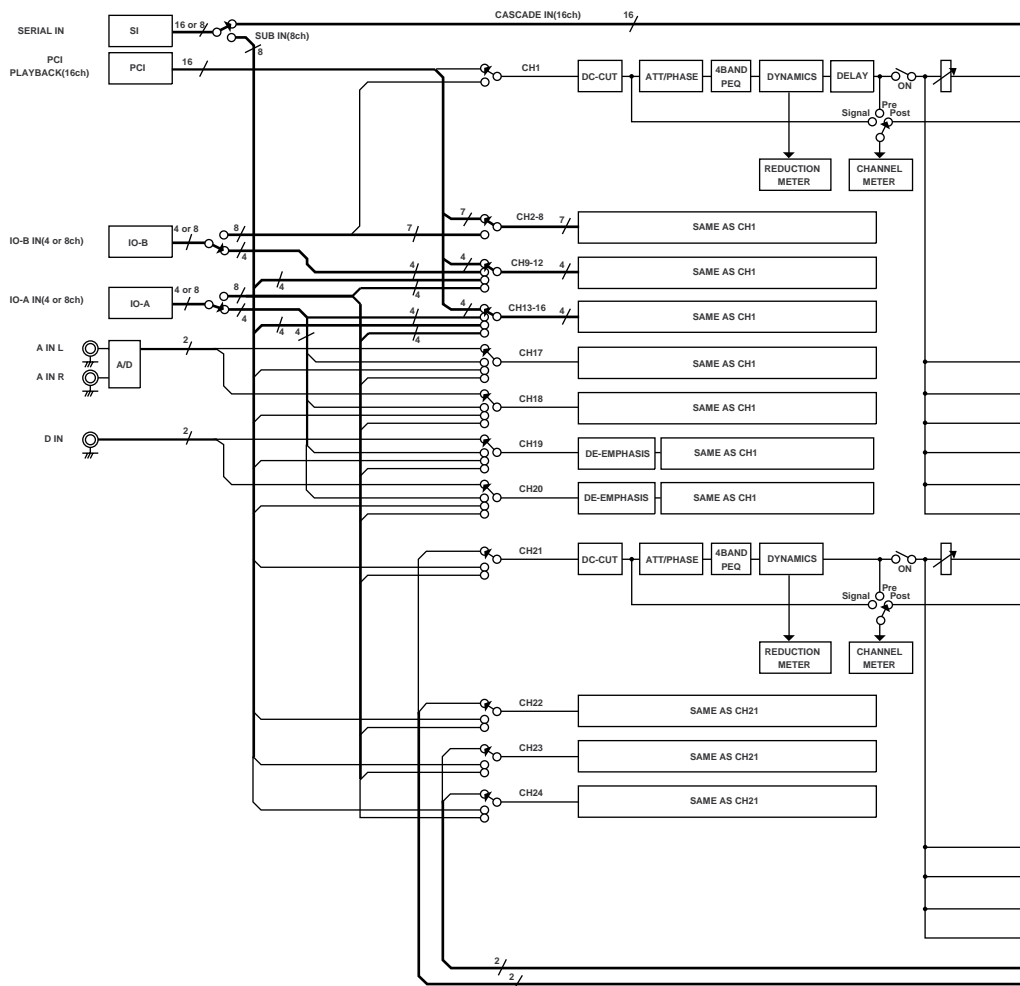 CASCADE IN(16ch)
16
SERIAL IN
SI
16 or 8
SUB IN(8ch)
8
PCI
PLAYBACK(16ch)
PCI
16
CH1
DC-CUT
ATT/PHASE
4BAND
PEQ
DYNAMICS
DELAY
ON
Signal
Pre
Post
REDUCTION
METER
CHANNEL
METER
IO-B IN(4 or 8ch)
IO-B
4 or 8
8
4
7
7
CH2-8
7
SAME AS CH1
4
4
4
CH9-12
4
SAME AS CH1
IO-A IN(4 or 8ch)
IO-A
4 or 8
8
4
4
4
4
4
4
CH13-16
4
SAME AS CH1
A IN L
A IN R
A/D
2
CH17
SAME AS CH1
CH18
SAME AS CH1
D IN
2
CH19
DE-EMPHASIS
SAME AS CH1
CH20
DE-EMPHASIS
SAME AS CH1
CH21
DC-CUT
ATT/PHASE
4BAND
PEQ
DYNAMICS
ON
Signal
Pre
Post
REDUCTION
METER
CHANNEL
METER
CH22
SAME AS CH21
CH23
SAME AS CH21
CH24
SAME AS CH21
2
2